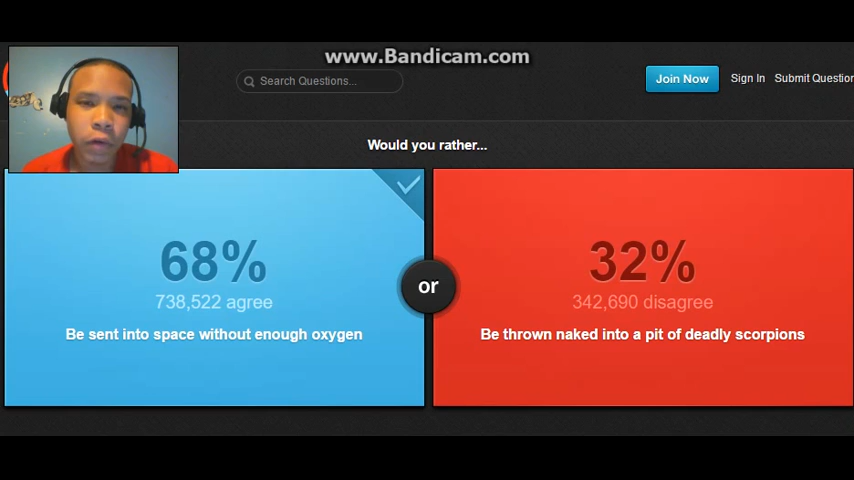 www.Bandicam.com
Search Questions...
Join Now
Sign In
Submit Question
Would you rather...
68%
738,522 agree
Be sent into space without enough oxygen
or
32%
342,690 disagree
Be thrown naked into a pit of deadly scorpions